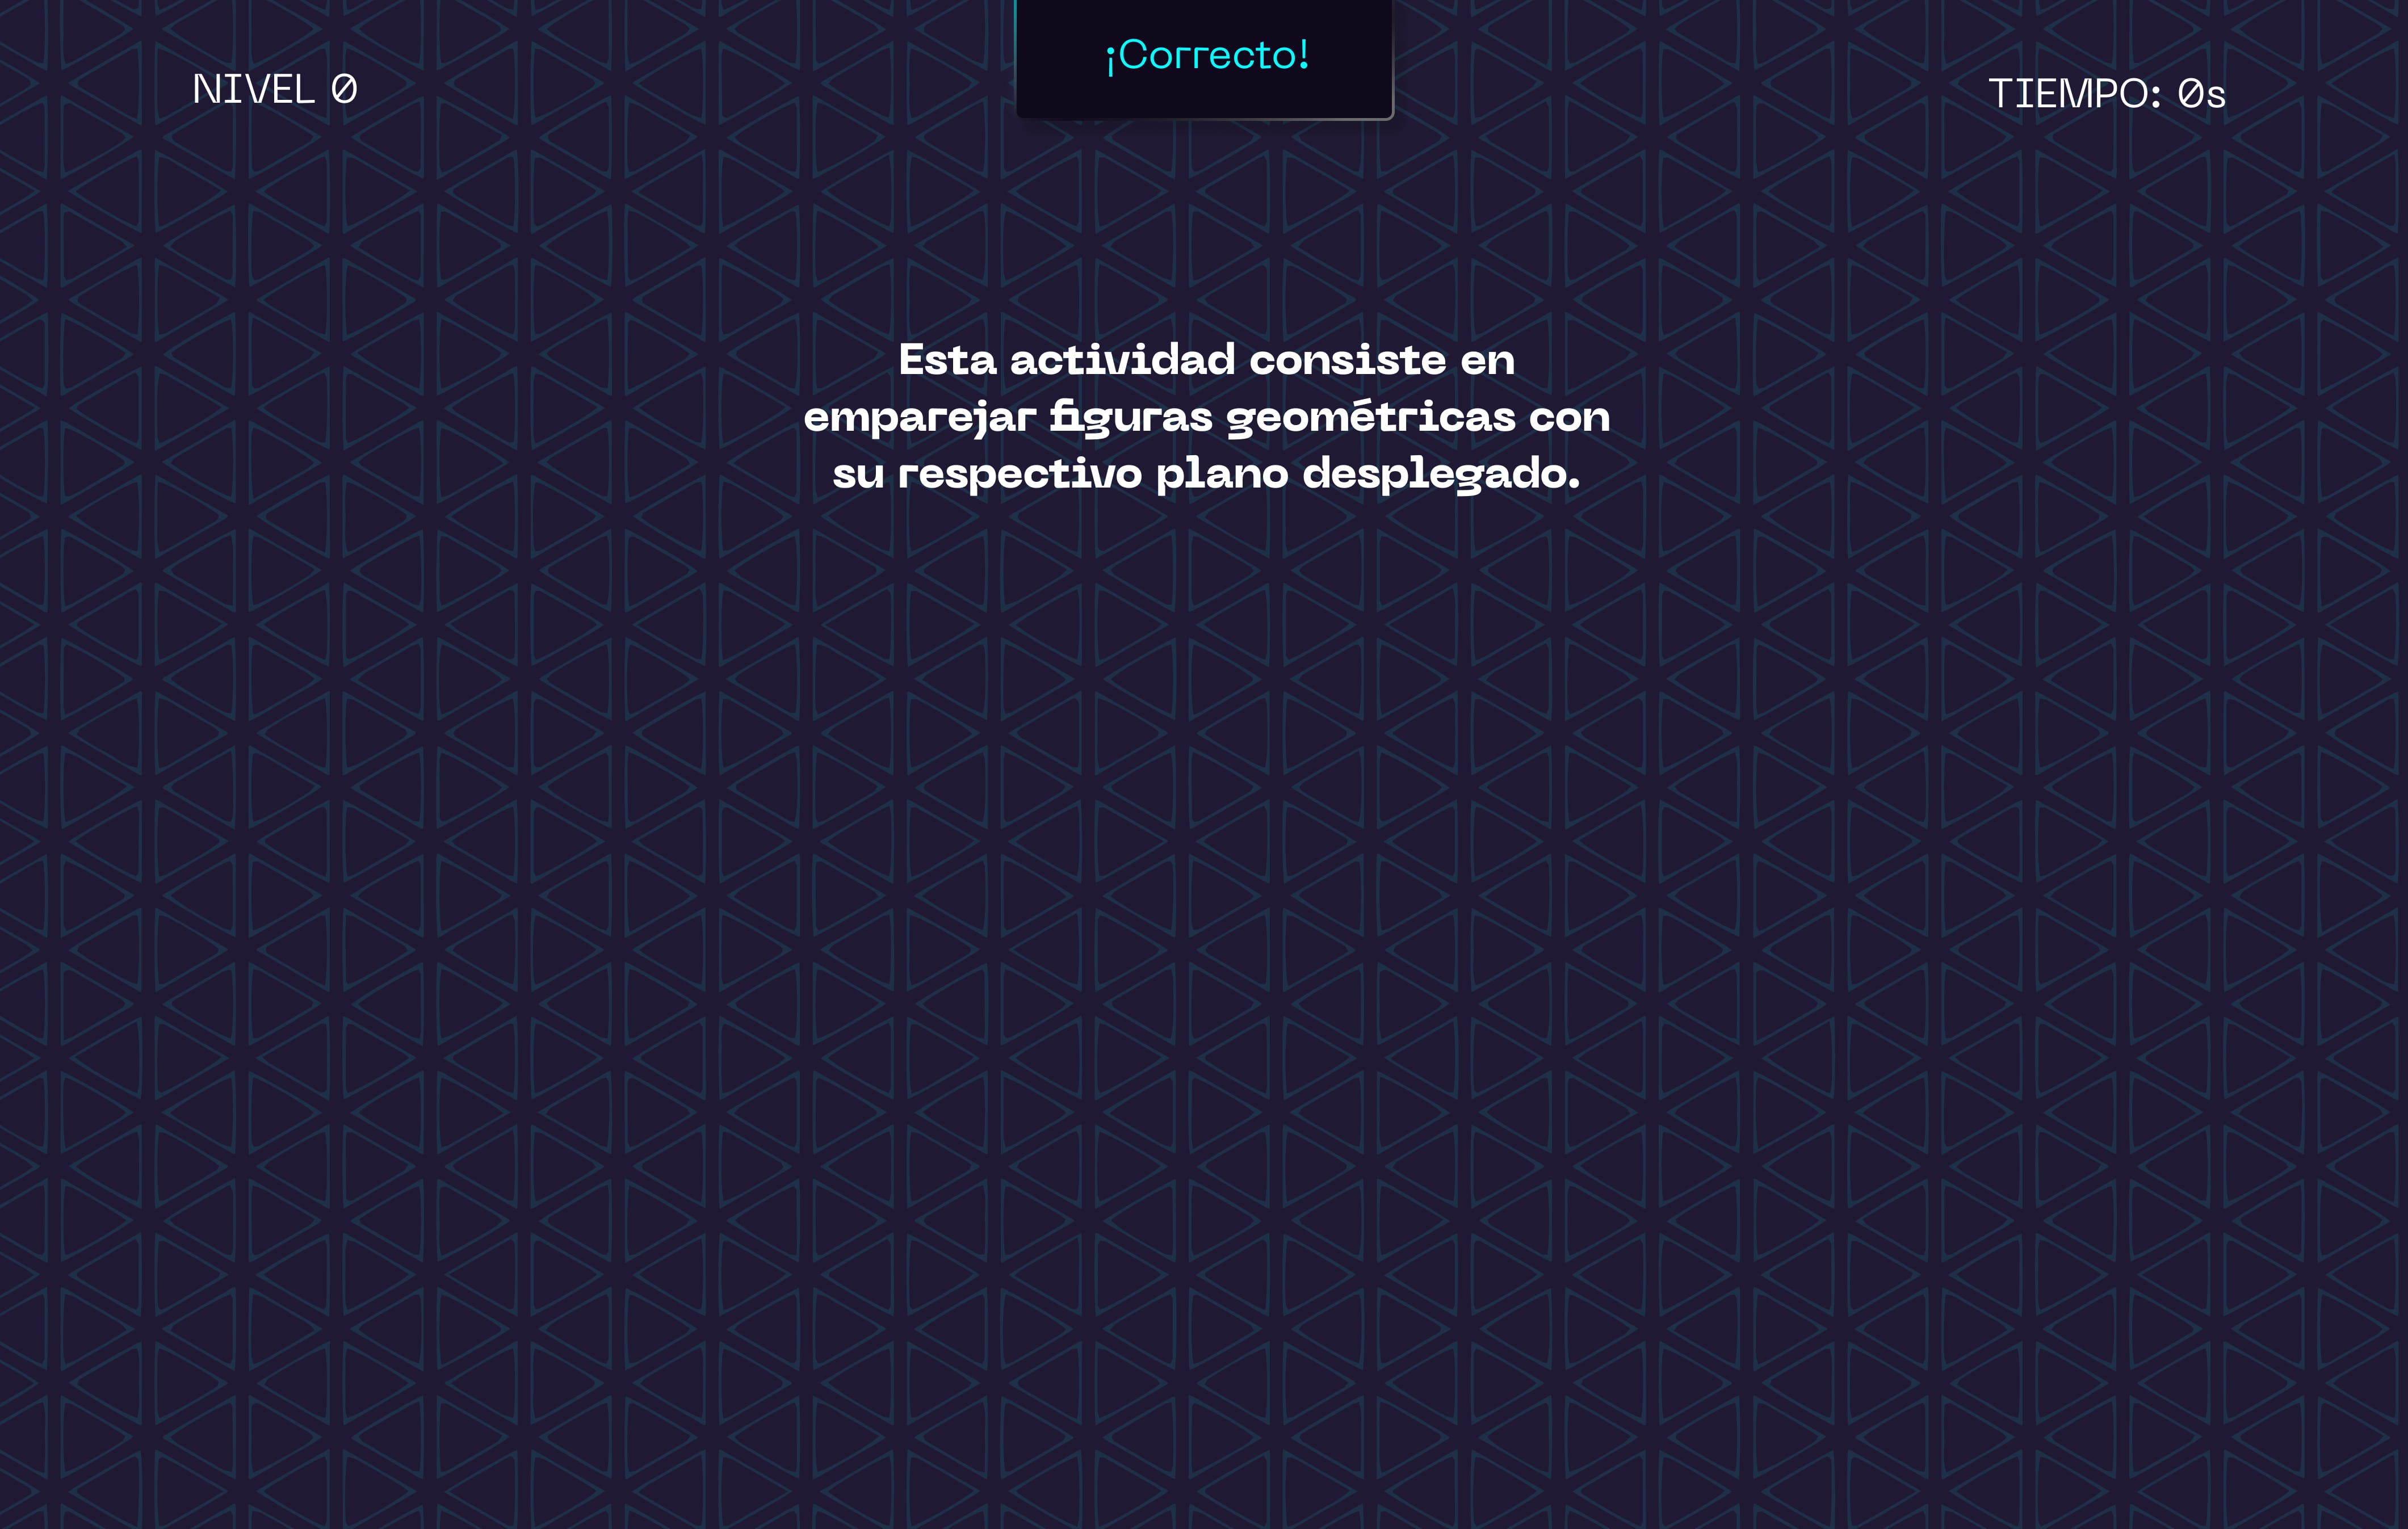 ¡Correcto!
NIVEL 0
TIEMPO: 0s
Esta actividad consiste en
emparejar figuras geométricas con
su respectivo plano desplegado.